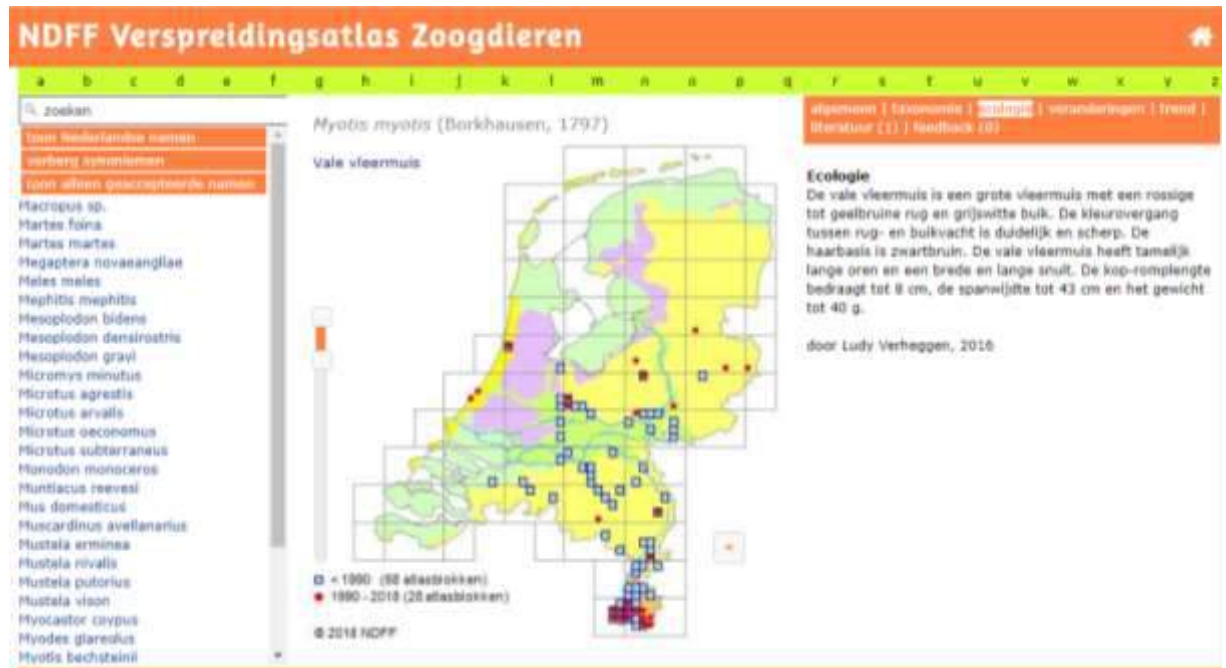 NDFF Verspreidingsatlas Zoogdieren
a b c d e f g h i j k l m n o p q r s t u v w x y z
zoeken
toon Nederlandse namen
verberg synoniemen
toon alleen geaccepteerde namen
Macropus sp.
Martes foina
Martes martes
Megaptera novaeangliae
Meles meles
Mephitis mephitis
Mesoplodon bidens
Mesoplodon densirostris
Mesoplodon grayi
Micromys minutus
Microtus agrestis
Microtus arvalis
Microtus oeconomus
Microtus subterraneus
Monodon monoceros
Muntiacus reevesi
Mus domesticus
Muscardinus avellanarius
Mustela erminea
Mustela nivalis
Mustela putorius
Mustela vison
Myocastor coypus
Myodes glareolus
Myotis bechsteinii
Myotis myotis (Borkhausen, 1797)
Vale vleermuis
< 1990 (68 atlasblokken)
1990 - 2018 (28 atlasblokken)
© 2018 NDFF
algemeen | taxonomie | ecologie | veranderingen | trend |
literatuur (1) | feedback (0)
Ecologie
De vale vleermuis is een grote vleermuis met een rossige
tot geelbruine rug en grijswitte buik. De kleurovergang
tussen rug- en buikvacht is duidelijk en scherp. De
haarbasis is zwartbruin. De vale vleermuis heeft tamelijk
lange oren en een brede en lange snuit. De kop-romplengte
bedraagt tot 8 cm, de spanwijdte tot 43 cm en het gewicht
tot 40 g.
door Ludy Verheggen, 2016